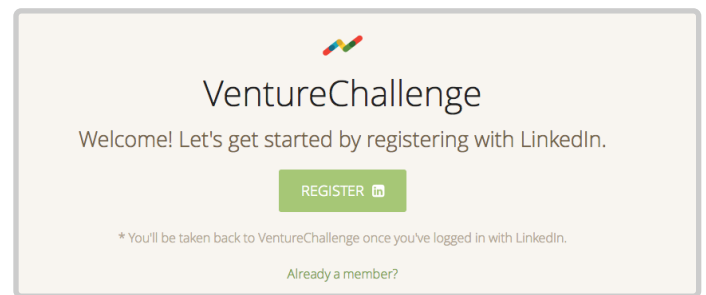 VentureChallenge
Welcome! Let's get started by registering with LinkedIn.
REGISTER in
* You'll be taken back to VentureChallenge once you've logged in with LinkedIn.
Already a member?